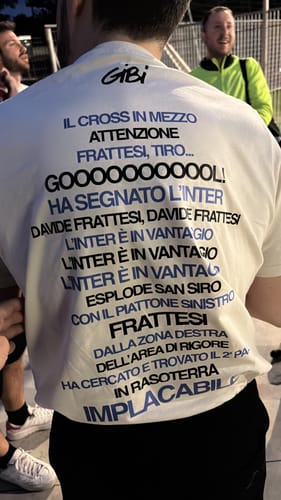 GiBi
IL CROSS IN MEZZO
ATTENZIONE
FRATTESI, TIRO...
GOOOOOOOOOOL!
HA SEGNATO L'INTER
DAVIDE FRATTESI, DAVIDE FRATTESI
L'INTER È IN VANTAGGIO
L'INTER È IN VANTAGGIO
L'INTER È IN VANTAG
ESPLODE SAN SIRO
CON IL PIATTONE SINISTRO
FRATTESI
DALLA ZONA DESTRA
DELL'AREA DI RIGORE
HA CERCATO E TROVATO IL 2° PA
IN RASOTERRA
IMPLACABIL